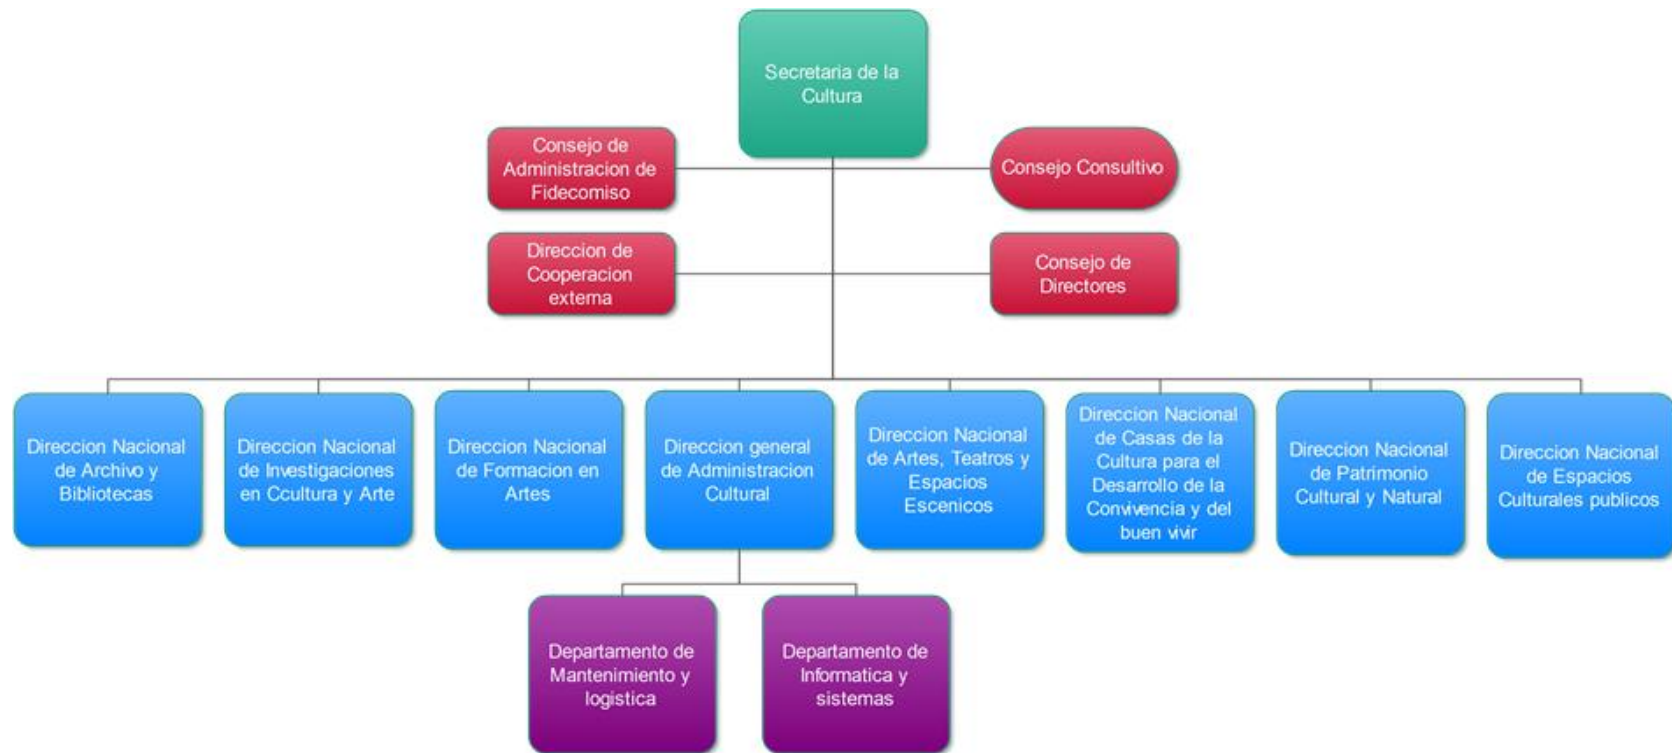 Secretaria de la
Cultura
Consejo de
Administracion de
Fidecomiso
Consejo Consultivo
Direccion de
Cooperacion
externa
Consejo de
Directores
Direccion Nacional
de Archivo y
Bibliotecas
Direccion Nacional
de Investigaciones
en Ccultura y Arte
Direccion Nacional
de Formacion en
Artes
Direccion general
de Administracion
Cultural
Direccion Nacional
de Artes, Teatros y
Espacios
Escenicos
Direccion Nacional
de Casas de la
Cultura para el
Desarrollo de la
Convivencia y del
buen vivir
Direccion Nacional
de Patrimonio
Cultural y Natural
Direccion Nacional
de Espacios
Culturales publicos
Departamento de
Mantenimiento y
logistica
Departamento de
Informatica y
sistemas